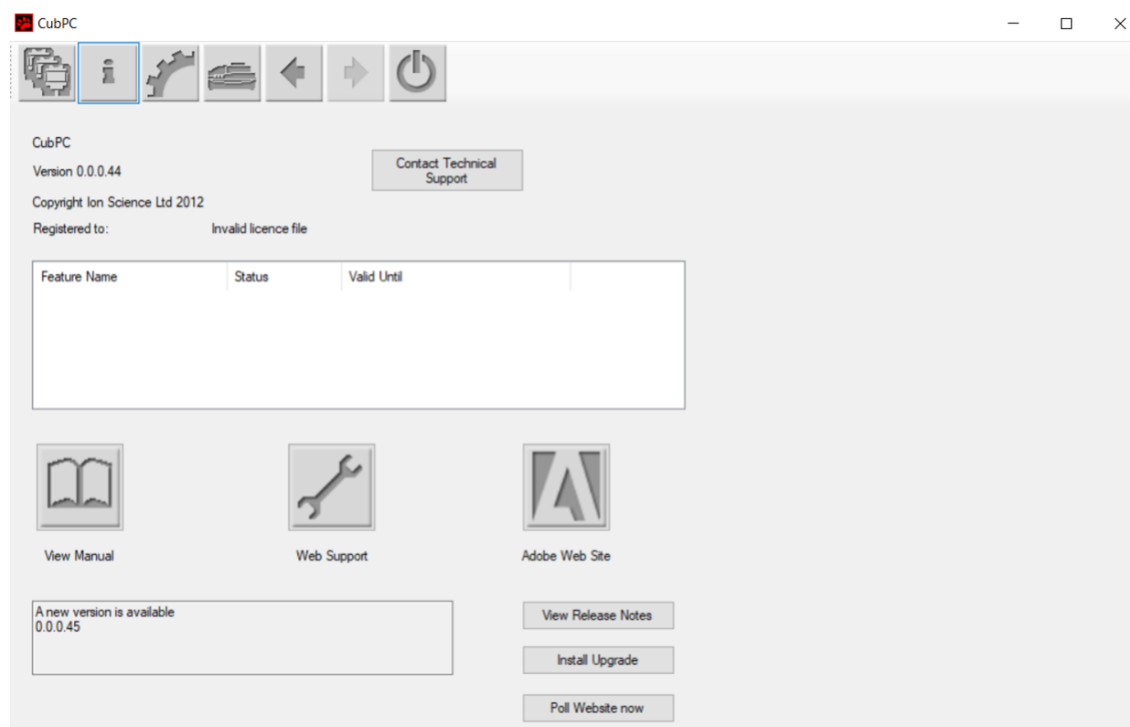 CubPC
CubPC
Version 0.0.0.44
Contact Technical
Support
Copyright Ion Science Ltd 2012
Registered to: Invalid licence file
Feature Name Status Valid Until
View Manual Web Support Adobe Web Site
A new version is available
0.0.0.45
View Release Notes
Install Upgrade
Poll Website now